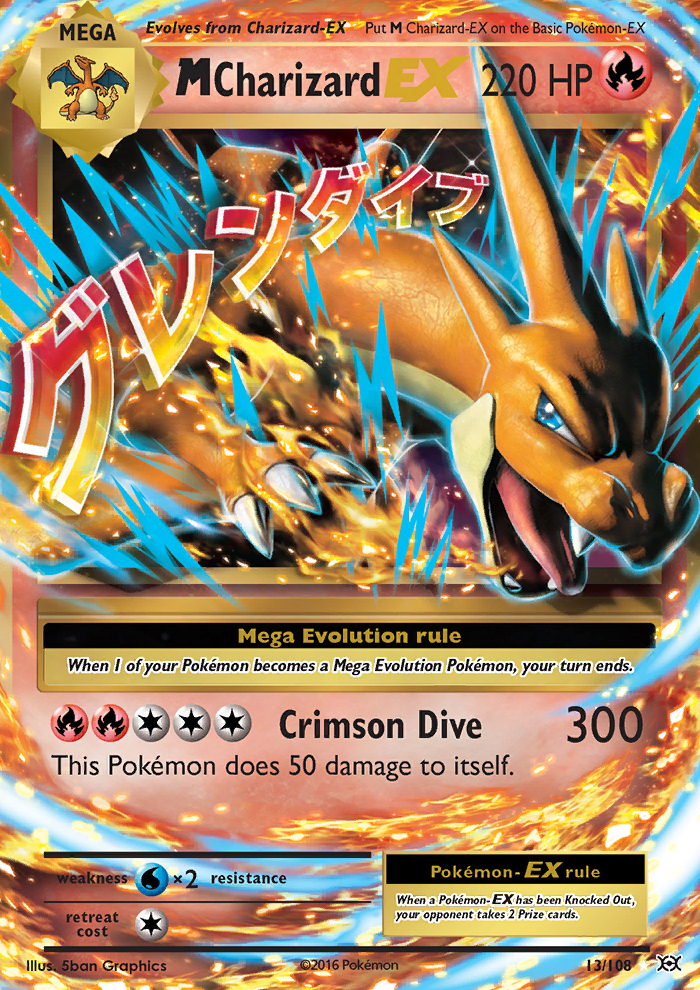 MEGA
Evolves from Charizard-EX Put M Charizard-EX on the Basic Pokémon-EX
MCharizard EX 220 HP
グレンダイブ
Mega Evolution rule
When 1 of your Pokémon becomes a Mega Evolution Pokémon, your turn ends.
Crimson Dive 300
This Pokémon does 50 damage to itself.
weakness ×2 resistance
retreat
cost
Pokémon-EX rule
When a Pokémon-EX has been Knocked Out,
your opponent takes 2 Prize cards.
Illus. 5ban Graphics ©2016 Pokémon 13/108